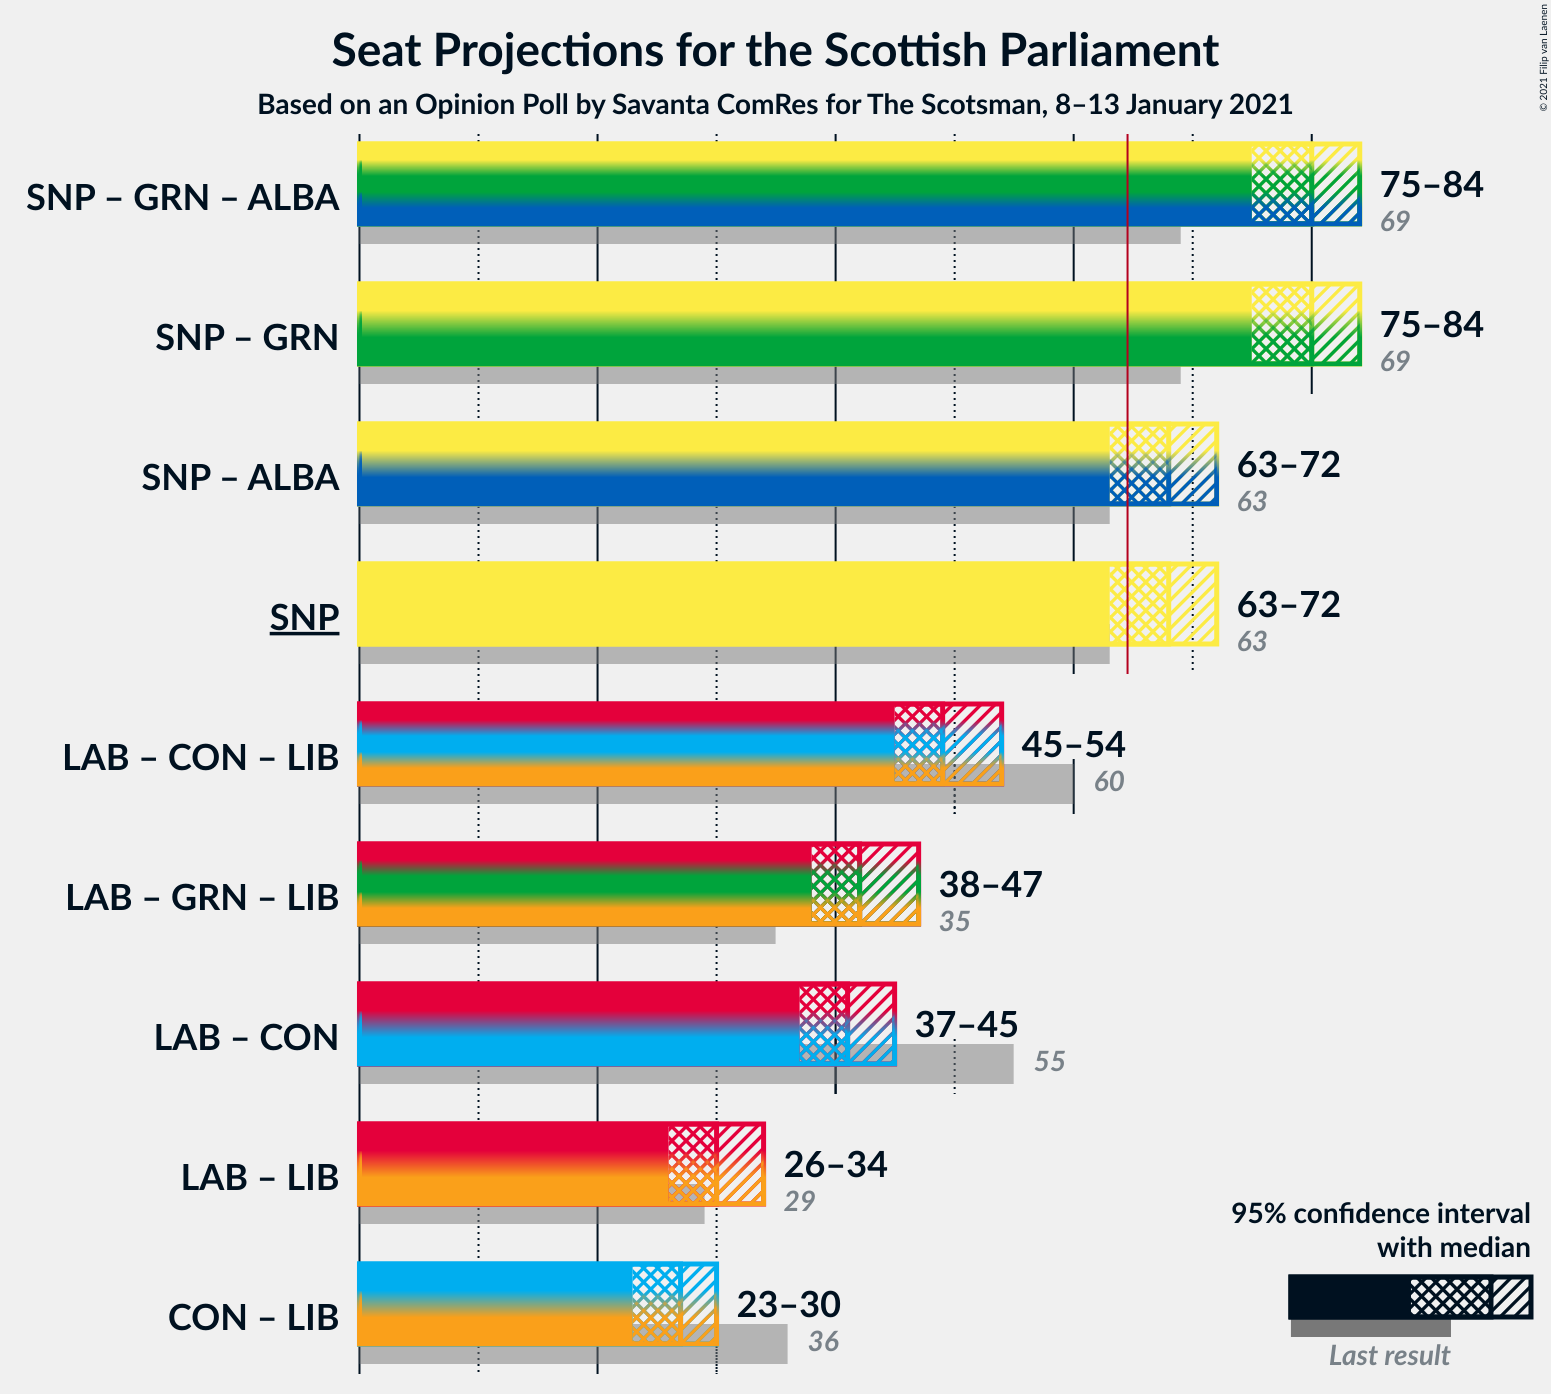 Seat Projections for the Scottish Parliament
Based on an Opinion Poll by Savanta ComRes for The Scotsman, 8–13 January 2021
© 2021 Filip van Laenen
SNP – GRN – ALBA
75–84
69
SNP – GRN
75–84
69
SNP – ALBA
63–72
63
SNP
63–72
63
LAB – CON – LIB
45–54
60
LAB – GRN – LIB
38–47
35
LAB – CON
37–45
55
LAB – LIB
26–34
29
CON – LIB
23–30
36
95% confidence interval
with median
Last result